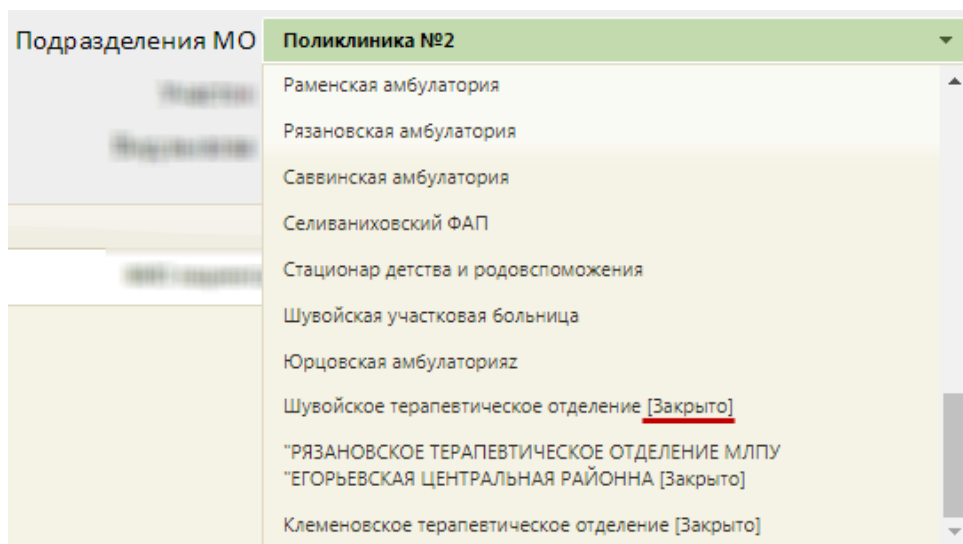 Подразделения МО Поликлиника №2
Раменская амбулатория
Рязановская амбулатория
Саввинская амбулатория
Селиваниховский ФАП
Стационар детства и родовспоможения
Шувойская участковая больница
Юрцовская амбулаторияz
Шувойское терапевтическое отделение [Закрыто]
"РЯЗАНОВСКОЕ ТЕРАПЕВТИЧЕСКОЕ ОТДЕЛЕНИЕ МЛПУ
"ЕГОРЬЕВСКАЯ ЦЕНТРАЛЬНАЯ РАЙОННА [Закрыто]
Клеменовское терапевтическое отделение [Закрыто]